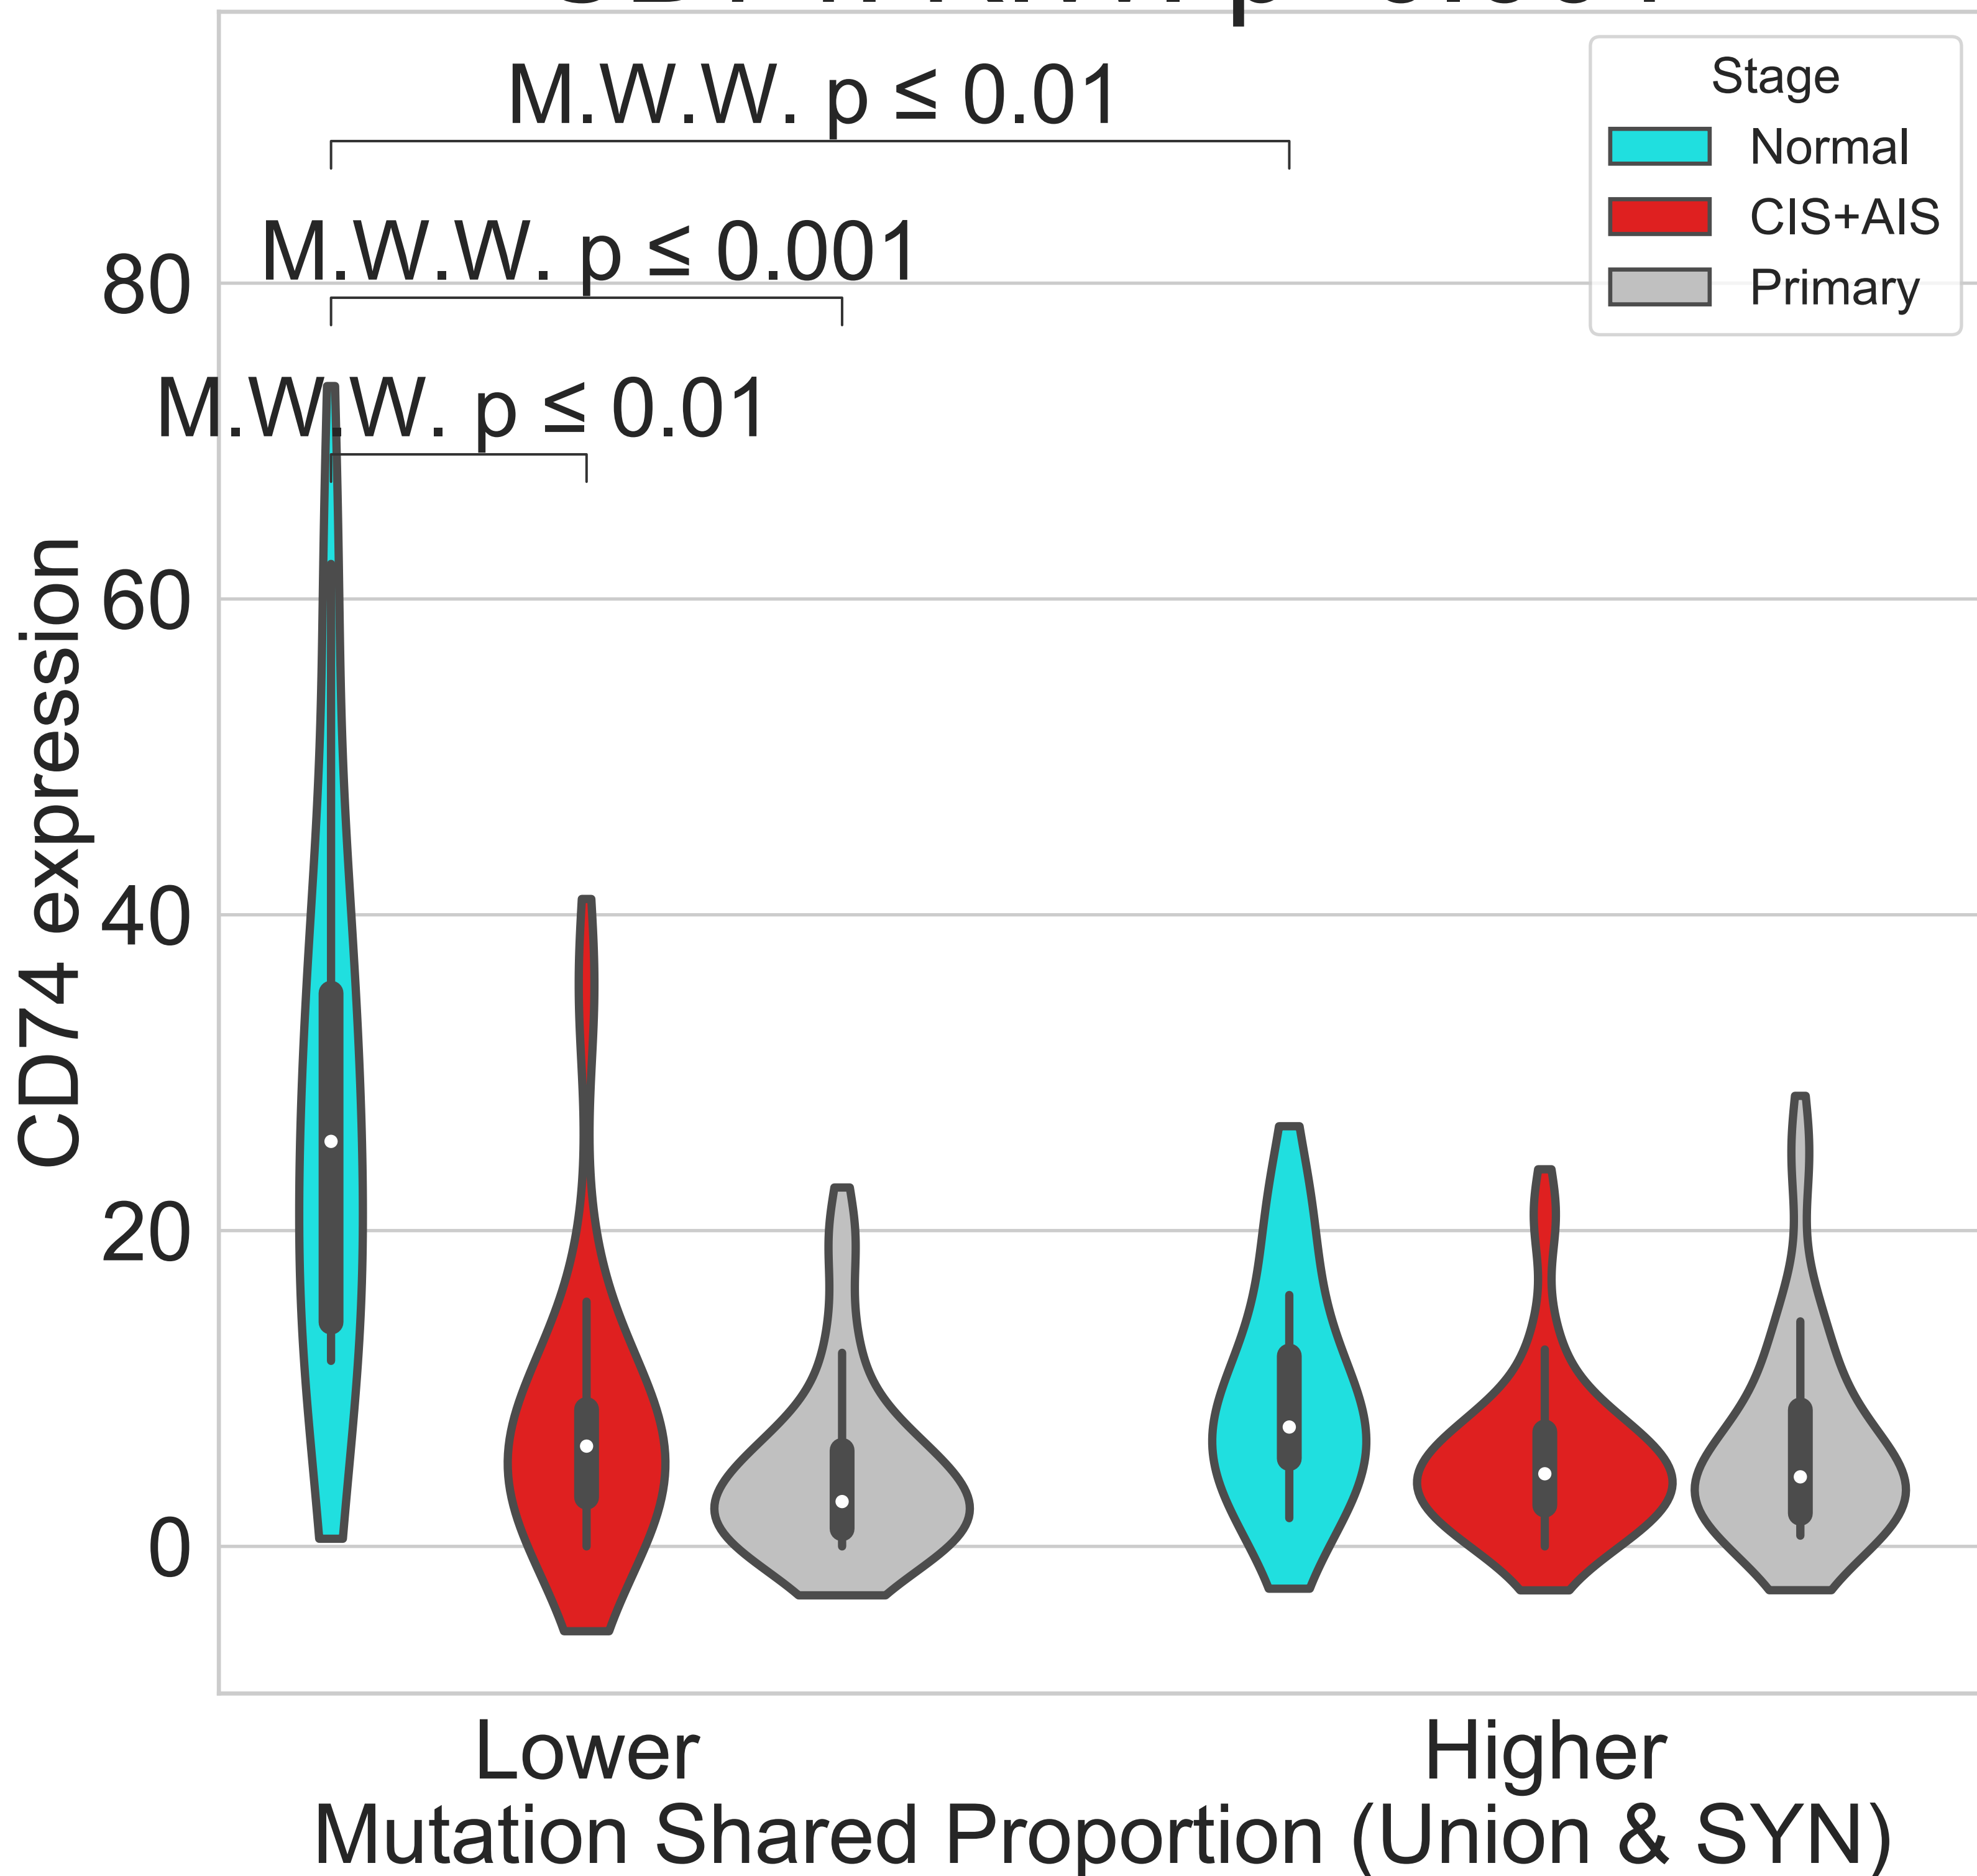 M.W.W. p ≤ 0.01
Stage
Normal
CIS+AIS
Primary
M.W.W. p ≤ 0.001
M.W.W. p ≤ 0.01
80
60
40
20
0
CD74 expression
Lower
Higher
Mutation Shared Proportion (Union & SYN)